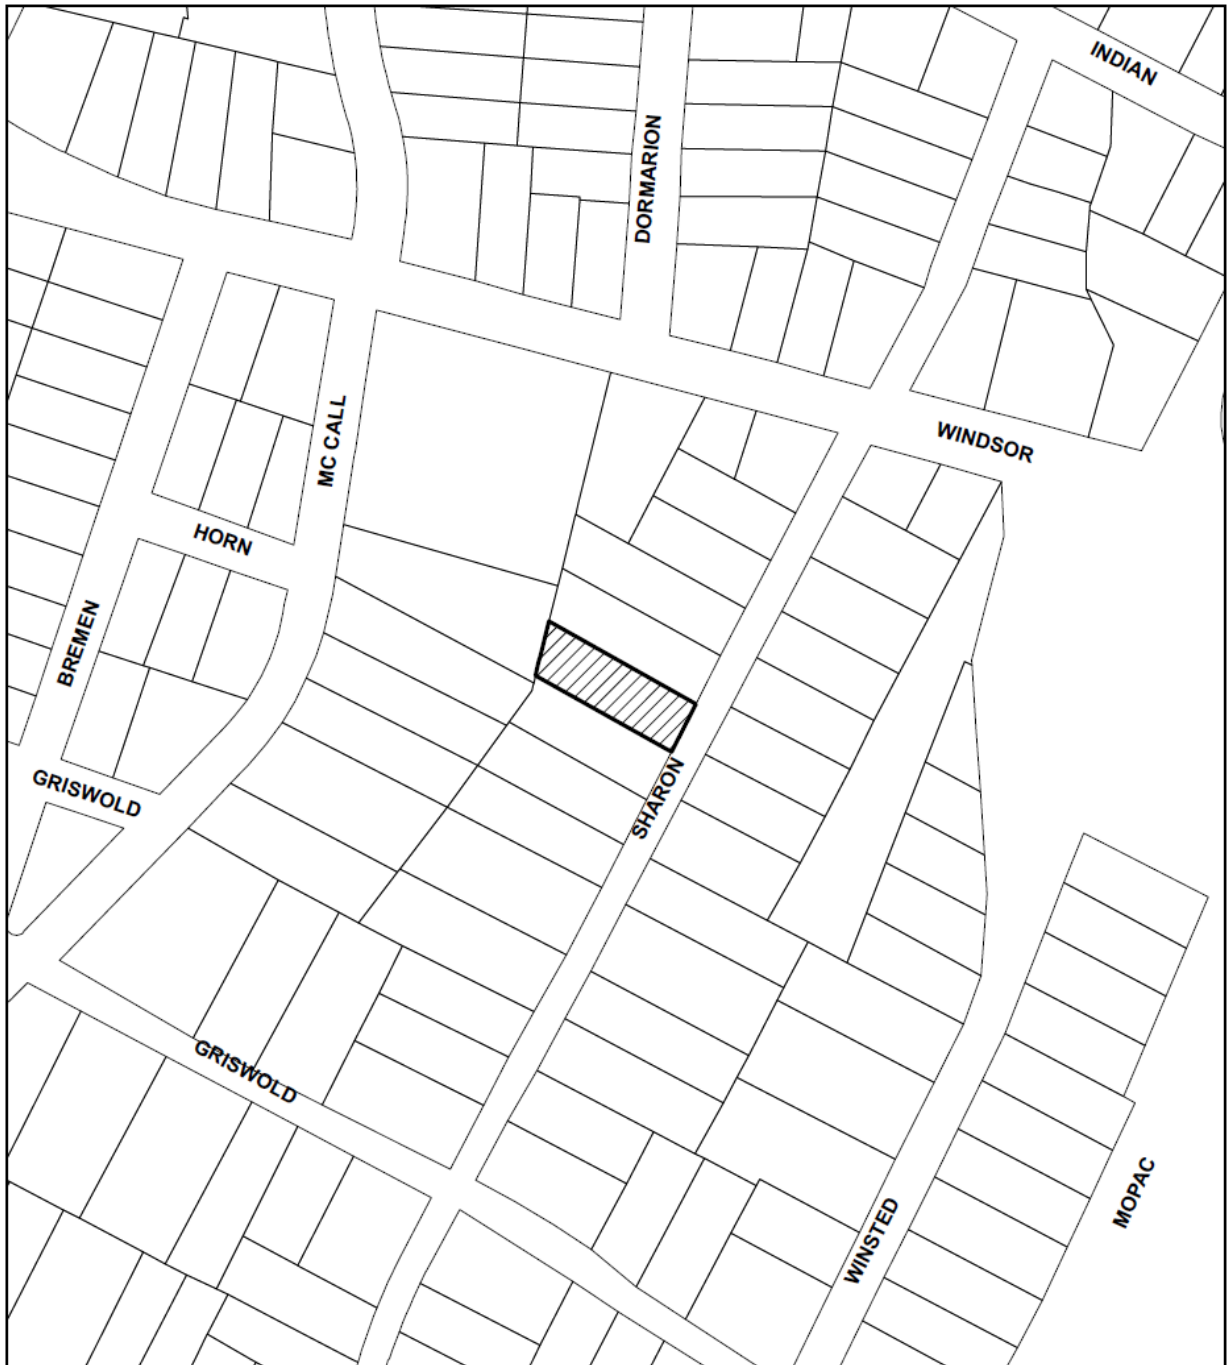 INDIAN
DORMARION
WINDSOR
MC CALL
HORN
BREMEN
GRISWOLD
SHARON
GRISWOLD
MOPAC
WINSTED